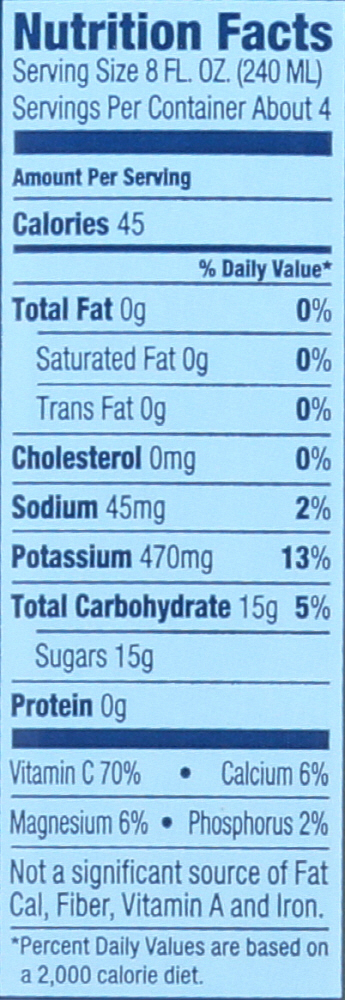 Nutrition Facts
Serving Size 8 FL. OZ. (240 ML)
Servings Per Container About 4
Amount Per Serving
Calories 45
% Daily Value*
Total Fat 0g 0%
Saturated Fat 0g 0%
Trans Fat 0g 0%
Cholesterol 0mg 0%
Sodium 45mg 2%
Potassium 470mg 13%
Total Carbohydrate 15g 5%
Sugars 15g
Protein 0g
Vitamin C 70% • Calcium 6%
Magnesium 6% • Phosphorus 2%
Not a significant source of Fat
Cal, Fiber, Vitamin A and Iron.
*Percent Daily Values are based on
a 2,000 calorie diet.